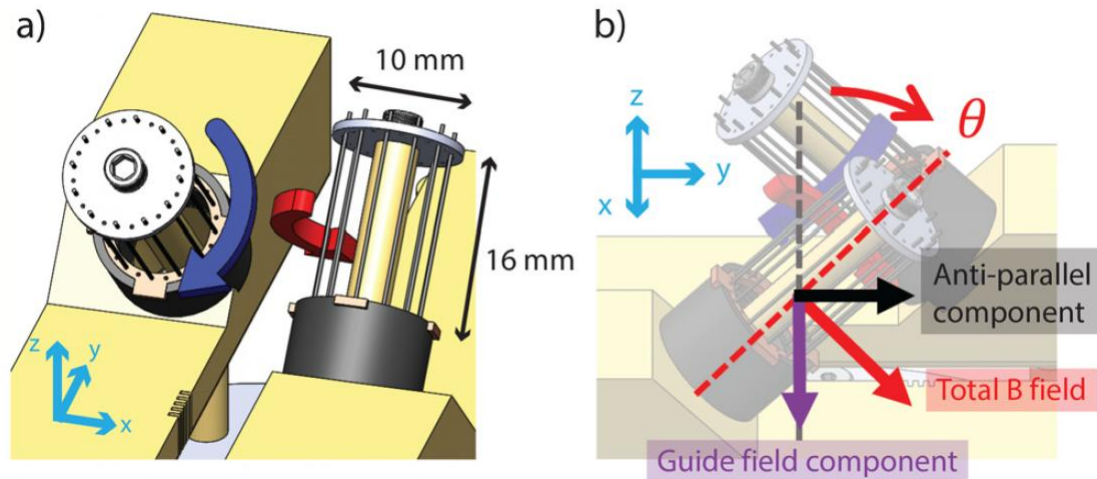 a)
10 mm
16 mm
z
y
x
b)
z
y
x
θ
Anti-parallel
component
Total B field
Guide field component